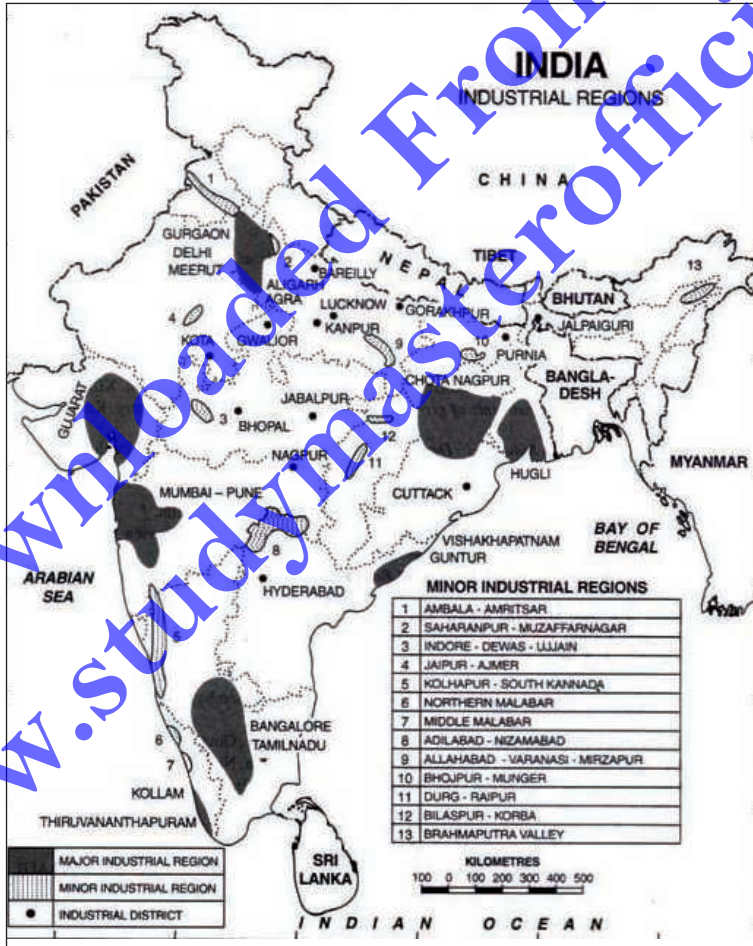 INDIA
INDUSTRIAL REGIONS
PAKISTAN
CHINA
NEPAL
TIBET
BHUTAN
BANGLA-
DESH
MYANMAR
1
GURGAON
DELHI
MEERUT
2
BAREILLY
ALIGARH
AGRA
LUCKNOW
GORAKHPUR
JALPAIGURI
13
4
KOTA
GWALIOR
KANPUR
9
10
PURNIA
CHOTA NAGPUR
GUJARAT
3
BHOPAL
JABALPUR
12
NAGPUR
11
HUGLI
MUMBAI – PUNE
CUTTACK
8
VISHAKHAPATNAM
GUNTUR
BAY OF
BENGAL
ARABIAN
SEA
HYDERABAD
5
BANGALORE
TAMILNADU
6
7
KOLLAM
THIRUVANANTHAPURAM
SRI
LANKA
MINOR INDUSTRIAL REGIONS
1 AMBALA - AMRITSAR
2 SAHARANPUR - MUZAFFARNAGAR
3 INDORE - DEWAS - UJJAIN
4 JAIPUR - AJMER
5 KOLHAPUR - SOUTH KANNADA
6 NORTHERN MALABAR
7 MIDDLE MALABAR
8 ADILABAD - NIZAMABAD
9 ALLAHABAD - VARANASI - MIRZAPUR
10 BHOJPUR - MUNGER
11 DURG - RAIPUR
12 BILASPUR - KORBA
13 BRAHMAPUTRA VALLEY
MAJOR INDUSTRIAL REGION
MINOR INDUSTRIAL REGION
INDUSTRIAL DISTRICT
KILOMETRES
100 0 100 200 300 400 500
INDIAN OCEAN
wnloaded From
w.studymasteroffici